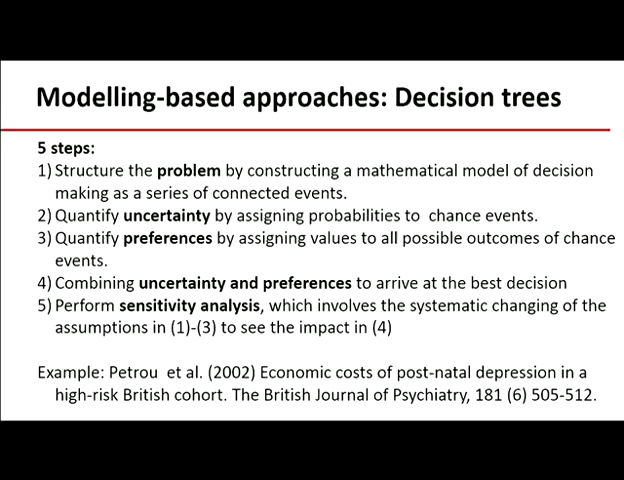 Modelling-based approaches: Decision trees
5 steps:
1) Structure the problem by constructing a mathematical model of decision
making as a series of connected events.
2) Quantify uncertainty by assigning probabilities to chance events.
3) Quantify preferences by assigning values to all possible outcomes of chance
events.
4) Combining uncertainty and preferences to arrive at the best decision
5) Perform sensitivity analysis, which involves the systematic changing of the
assumptions in (1)-(3) to see the impact in (4)
Example: Petrou et al. (2002) Economic costs of post-natal depression in a
high-risk British cohort. The British Journal of Psychiatry, 181 (6) 505-512.